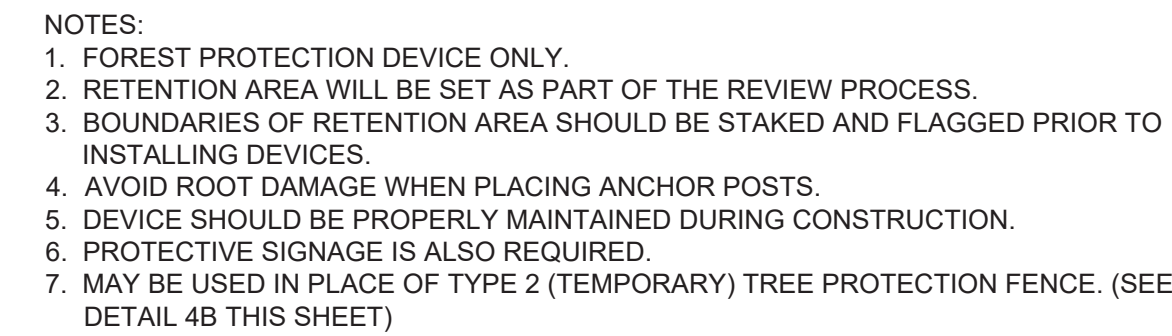 NOTES:
1. FOREST PROTECTION DEVICE ONLY.
2. RETENTION AREA WILL BE SET AS PART OF THE REVIEW PROCESS.
3. BOUNDARIES OF RETENTION AREA SHOULD BE STAKED AND FLAGGED PRIOR TO
INSTALLING DEVICES.
4. AVOID ROOT DAMAGE WHEN PLACING ANCHOR POSTS.
5. DEVICE SHOULD BE PROPERLY MAINTAINED DURING CONSTRUCTION.
6. PROTECTIVE SIGNAGE IS ALSO REQUIRED.
7. MAY BE USED IN PLACE OF TYPE 2 (TEMPORARY) TREE PROTECTION FENCE. (SEE
DETAIL 4B THIS SHEET)